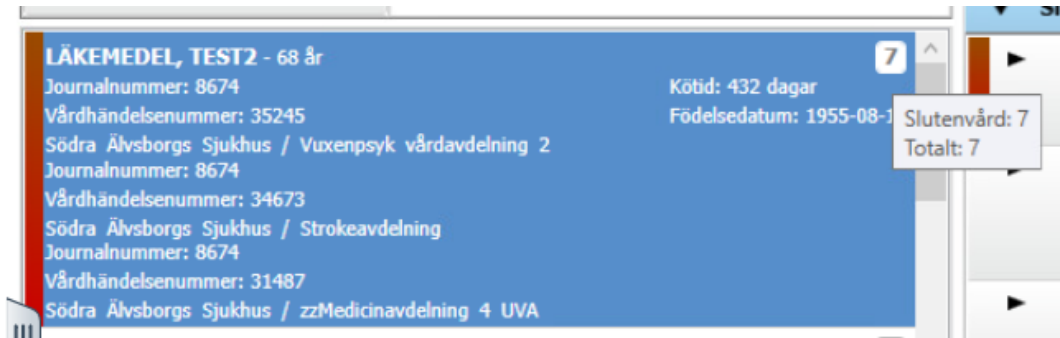 LÄKEMEDEL, TEST2 - 68 år
7
Journalnummer: 8674
Kötid: 432 dagar
Vårdhändelsenummer: 35245
Födelsedatum: 1955-08-1
Slutenvård: 7
Totalt: 7
Södra Älvsborgs Sjukhus / Vuxenpsyk vårdavdelning 2
Journalnummer: 8674
Vårdhändelsenummer: 34673
Södra Älvsborgs Sjukhus / Strokeavdelning
Journalnummer: 8674
Vårdhändelsenummer: 31487
Södra Älvsborgs Sjukhus / zzMedicinavdelning 4 UVA